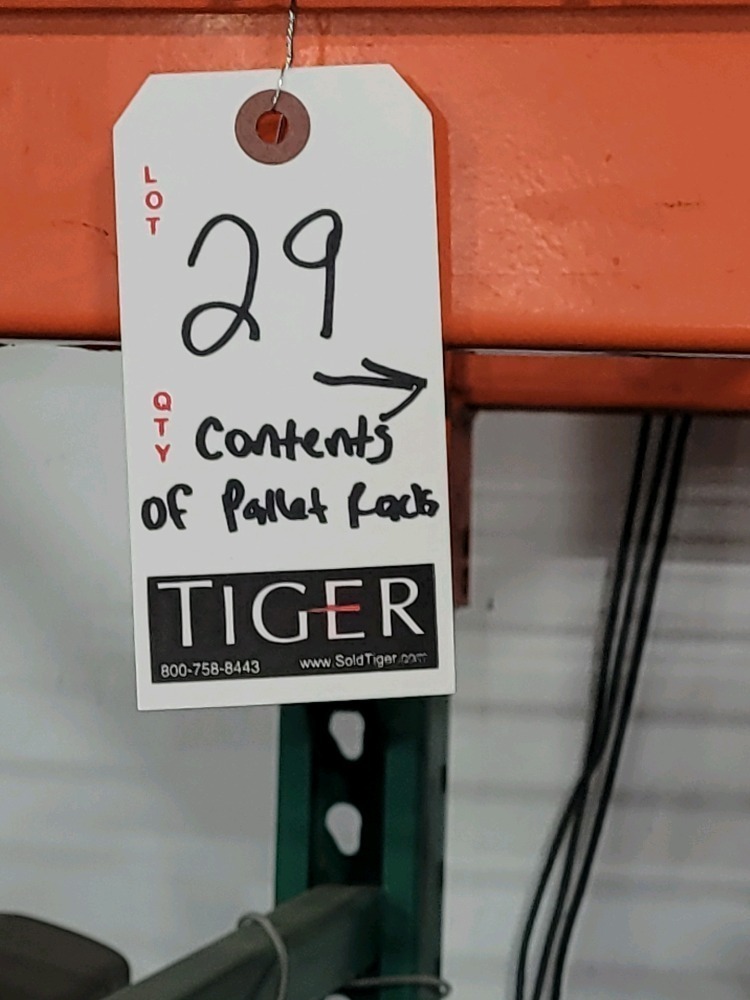 LOT
29
→
QTY
Contents
of Pallet Racks
TIGER
800-758-8443 www.SoldTiger.com